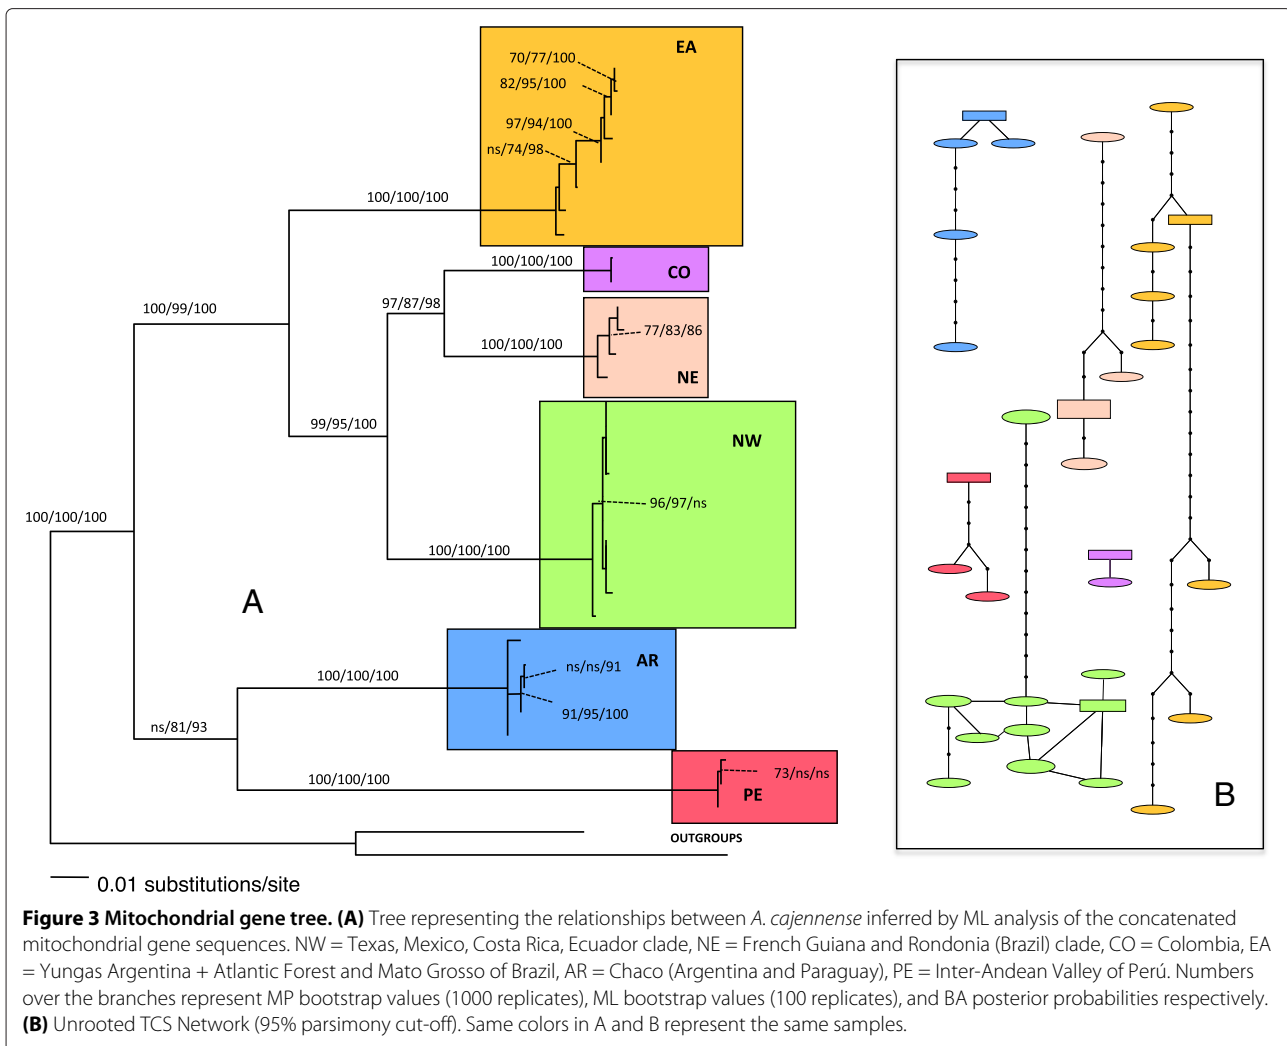 EA
70/77/100
82/95/100
97/94/100
ns/74/98
100/100/100
100/100/100
CO
97/87/98
100/99/100
77/83/86
100/100/100
NE
99/95/100
NW
96/97/ns
100/100/100
100/100/100
A
AR
ns/ns/91
100/100/100
91/95/100
ns/81/93
100/100/100
73/ns/ns
PE
OUTGROUPS
0.01 substitutions/site
B
Figure 3 Mitochondrial gene tree. (A) Tree representing the relationships between A. cajennense inferred by ML analysis of the concatenated
mitochondrial gene sequences. NW = Texas, Mexico, Costa Rica, Ecuador clade, NE = French Guiana and Rondonia (Brazil) clade, CO = Colombia, EA
= Yungas Argentina + Atlantic Forest and Mato Grosso of Brazil, AR = Chaco (Argentina and Paraguay), PE = Inter-Andean Valley of Perú. Numbers
over the branches represent MP bootstrap values (1000 replicates), ML bootstrap values (100 replicates), and BA posterior probabilities respectively.
(B) Unrooted TCS Network (95% parsimony cut-off). Same colors in A and B represent the same samples.